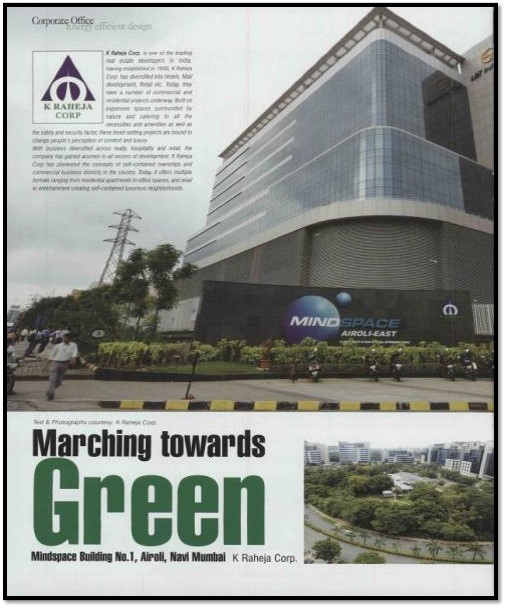 Corporate Office
Energy efficient design
K RAHEJA
CORP
K Raheja Corp. is one of the leading
real estate developers in India.
Having established in 1956, K Raheja
Corp. has diversified into Hotels, Mall
development, Retail etc. Today they
have a number of commercial and
residential projects underway. Built on
expansive spaces surrounded by
nature and catering to all the
necessities and amenities as well as
the safety and security factor, these trend-setting projects are bound to
change people's perception of comfort and luxury.
With business diversified across realty, hospitality and retail, the
company has gained acumen in all sectors of development. K Raheja
Corp has pioneered the concepts of self-contained townships and
commercial business districts in the country. Today, it offers multiple
formats ranging from residential apartments to office spaces, and retail
to entertainment creating self-contained luxurious neighborhoods.
L&T
MINDSPACE
AIROLI-EAST
Text & Photographs courtesy: K Raheja Corp.
Marching towards
Green
Mindspace Building No.1, Airoli, Navi Mumbai K Raheja Corp.